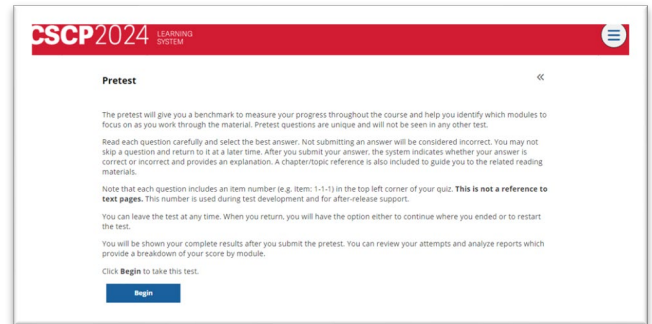 CSCP2024 LEARNING
SYSTEM
Pretest
The pretest will give you a benchmark to measure your progress throughout the course and help you identify which modules to
focus on as you work through the material. Pretest questions are unique and will not be seen in any other test.
Read each question carefully and select the best answer. Not submitting an answer will be considered incorrect. You may not
skip a question and return to it at a later time. After you submit your answer, the system indicates whether your answer is
correct or incorrect and provides an explanation. A chapter/topic reference is also included to guide you to the related reading
materials.
Note that each question includes an item number (e.g. Item: 1-1-1) in the top left corner of your quiz. This is not a reference to
text pages. This number is used during test development and for after-release support.
You can leave the test at any time. When you return, you will have the option either to continue where you ended or to restart
the test.
You will be shown your complete results after you submit the pretest. You can review your attempts and analyze reports which
provide a breakdown of your score by module.
Click Begin to take this test.
Begin